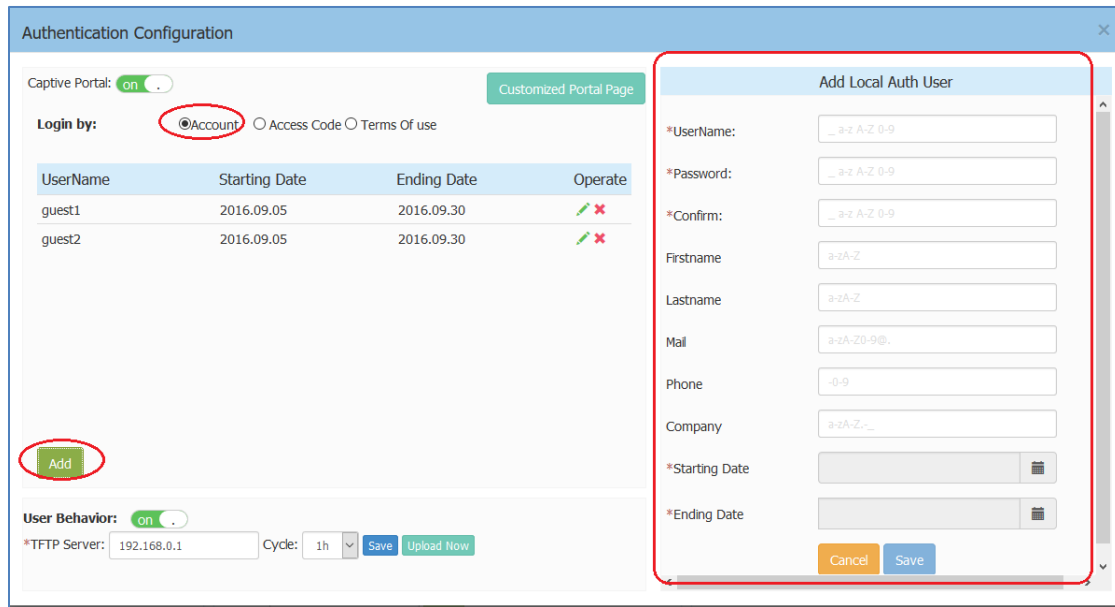 Authentication Configuration
×
Captive Portal: on .
Customized Portal Page
Login by: Account Access Code Terms Of use
UserName Starting Date Ending Date Operate
guest1 2016.09.05 2016.09.30
guest2 2016.09.05 2016.09.30
Add
User Behavior: on .
*TFTP Server: 192.168.0.1 Cycle: 1h Save Upload Now
Add Local Auth User
*UserName: _ a-z A-Z 0-9
*Password: _ a-z A-Z 0-9
*Confirm: _ a-z A-Z 0-9
Firstname a-zA-Z
Lastname a-zA-Z
Mail a-zA-Z0-9@.
Phone -0-9
Company a-zA-Z.-_
*Starting Date
*Ending Date
Cancel Save